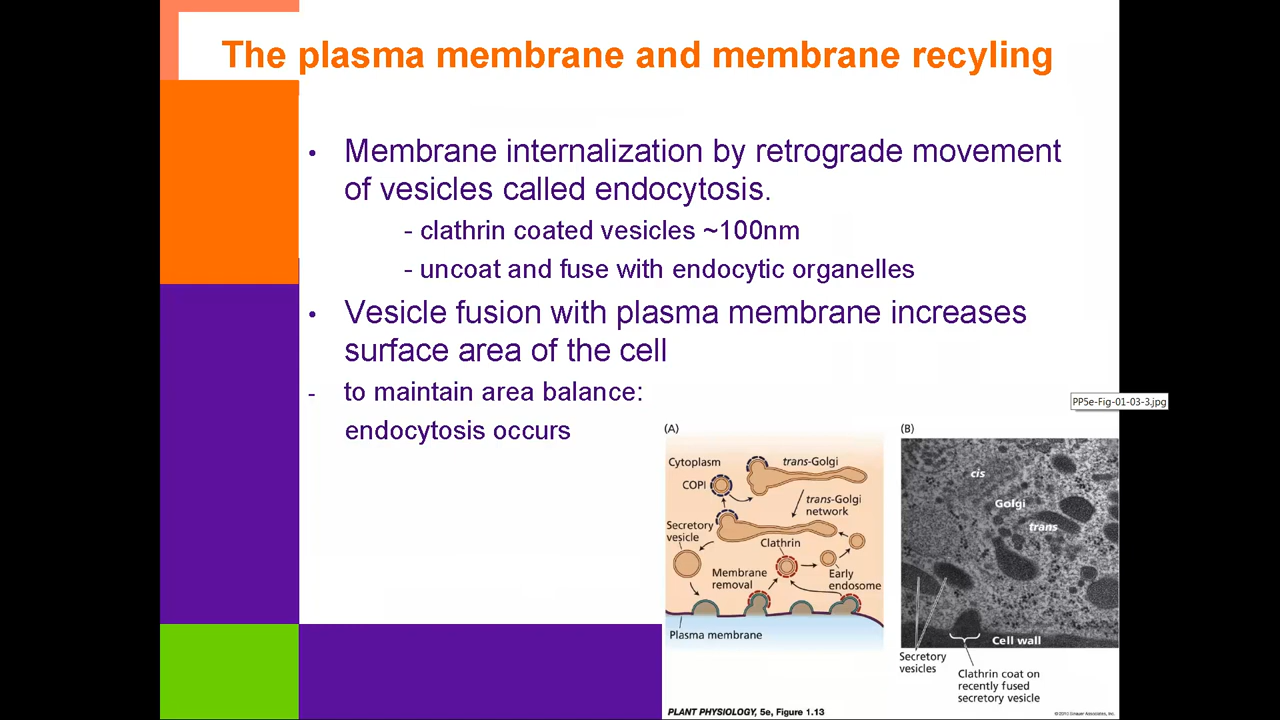 The plasma membrane and membrane recyling
• Membrane internalization by retrograde movement
of vesicles called endocytosis.
- clathrin coated vesicles ~100nm
- uncoat and fuse with endocytic organelles
• Vesicle fusion with plasma membrane increases
surface area of the cell
- to maintain area balance:
endocytosis occurs
PP5e-Fig-01-03-3.jpg
(A)
Cytoplasm
trans-Golgi
COPI
trans-Golgi
network
Secretory
vesicle
Clathrin
Membrane
removal
Early
endosome
Plasma membrane
(B)
cis
Golgi
trans
Cell wall
Secretory
vesicles
Clathrin coat on
recently fused
secretory vesicle
PLANT PHYSIOLOGY, 5e, Figure 1.13
© 2010 Sinauer Associates, Inc.